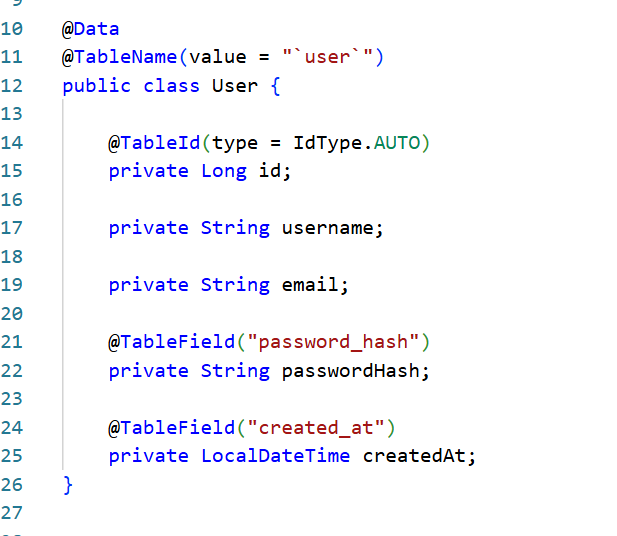 10 @Data
11 @TableName(value = "`user`")
12 public class User {
13
14 @TableId(type = IdType.AUTO)
15 private Long id;
16
17 private String username;
18
19 private String email;
20
21 @TableField("password_hash")
22 private String passwordHash;
23
24 @TableField("created_at")
25 private LocalDateTime createdAt;
26 }
27